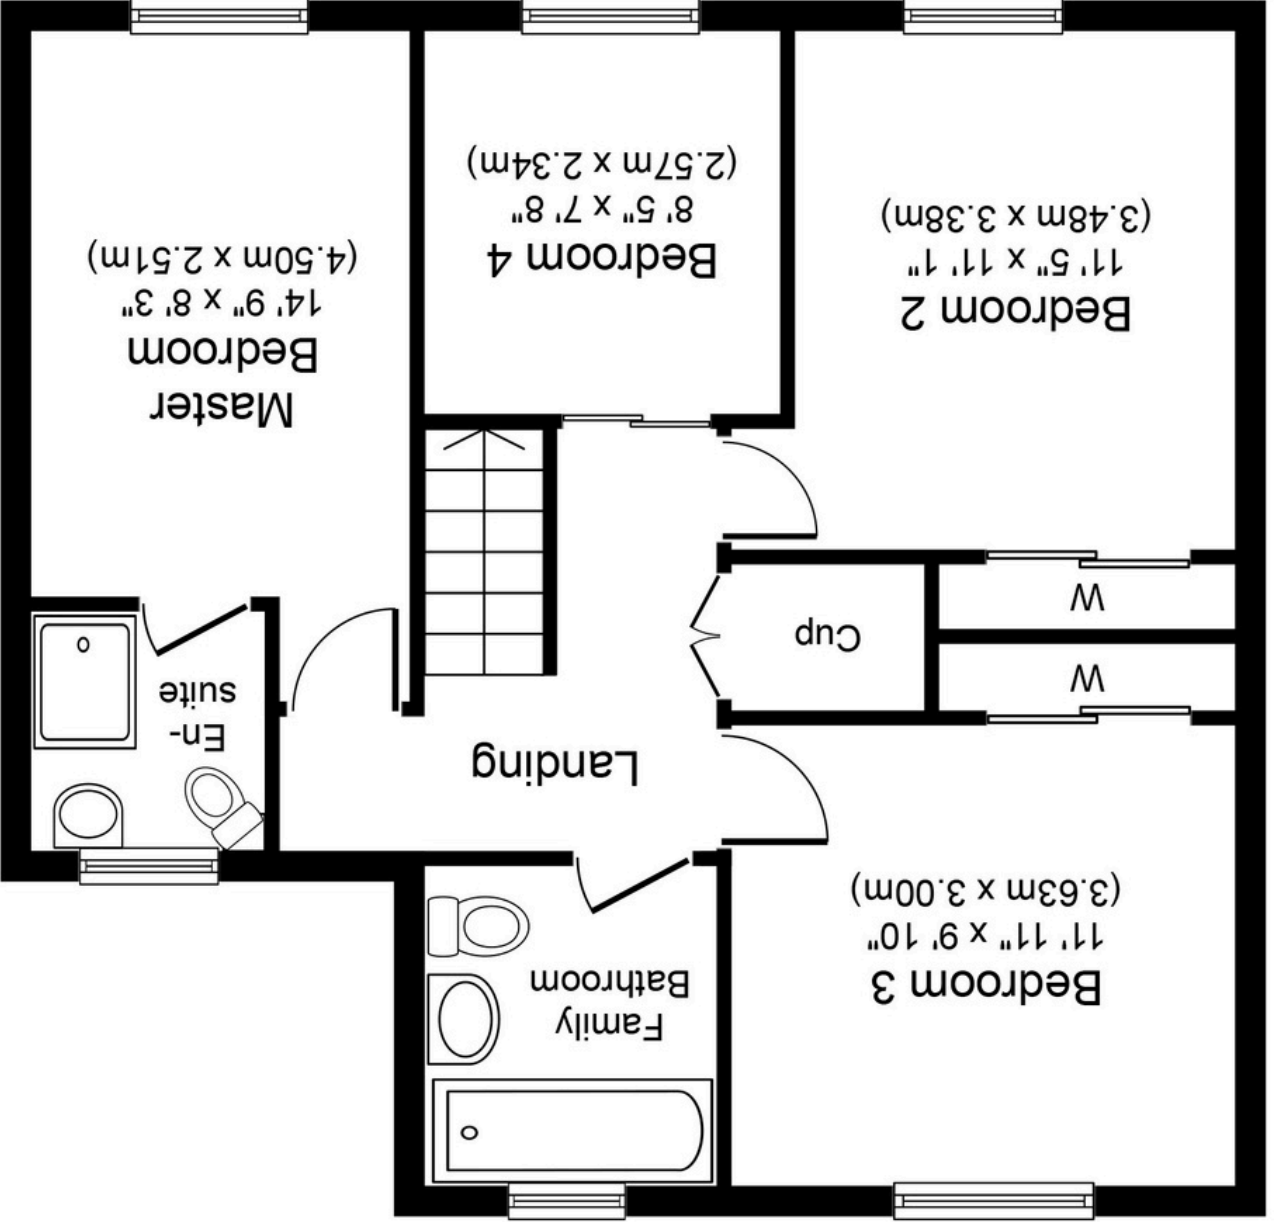 Bedroom 3
11' 11" x 9' 10"
(3.63m x 3.00m)
Family
Bathroom
Landing
En-
suite
W
W
Cup
Master
Bedroom
14' 9" x 8' 3"
(4.50m x 2.51m)
Bedroom 2
11' 5" x 11' 1"
(3.48m x 3.38m)
Bedroom 4
8' 5" x 7' 8"
(2.57m x 2.34m)